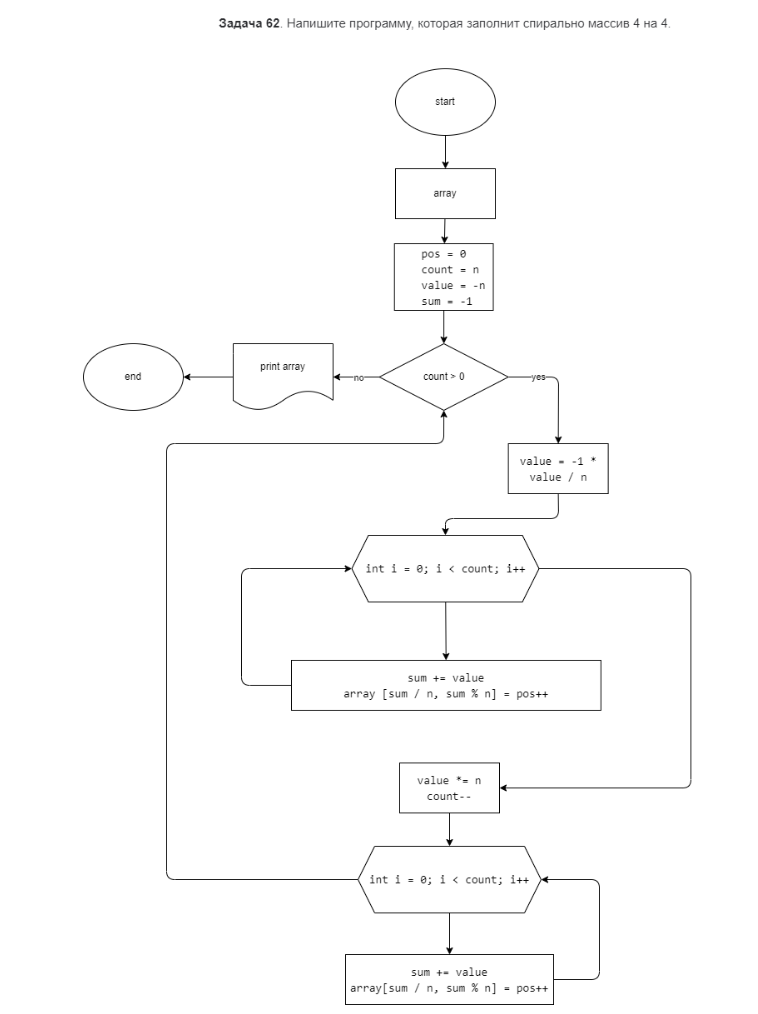 Задача 62. Напишите программу, которая заполнит спирально массив 4 на 4.
start
array
pos = 0
count = n
value = -n
sum = -1
end
print array
no
count > 0
yes
value = -1 *
value / n
int i = 0; i < count; i++
sum += value
array [sum / n, sum % n] = pos++
value *= n
count--
int i = 0; i < count; i++
sum += value
array[sum / n, sum % n] = pos++